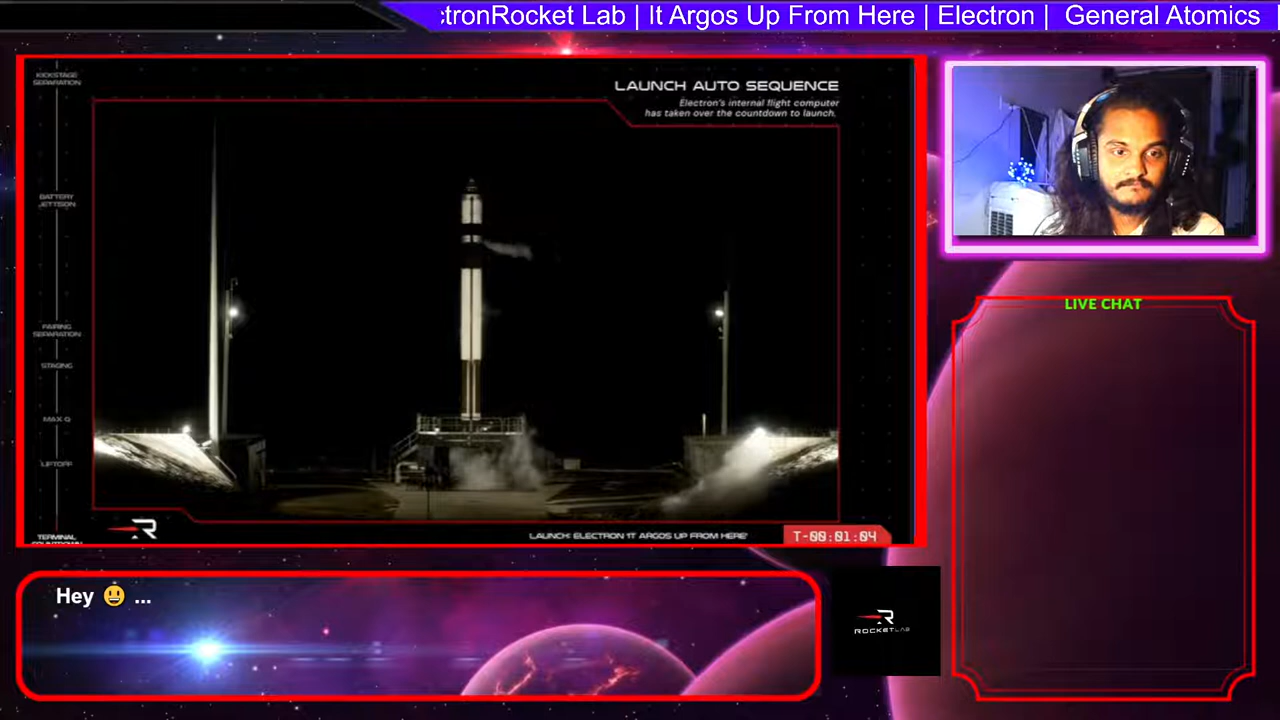 tronRocket Lab | It Argos Up From Here | Electron | General Atomics
KICKSTAGE
SEPARATION
BATTERY
JETTISON
FAIRING
SEPARATION
STAGING
MAX Q
LIFTOFF
TERMINAL
COUNTDOWN
LAUNCH AUTO SEQUENCE
Electron's internal flight computer
has taken over the countdown to launch.
LAUNCH: ELECTRON 'IT ARGOS UP FROM HERE'
T-00:01:04
LIVE CHAT
Hey 😃 ...
ROCKETLAB